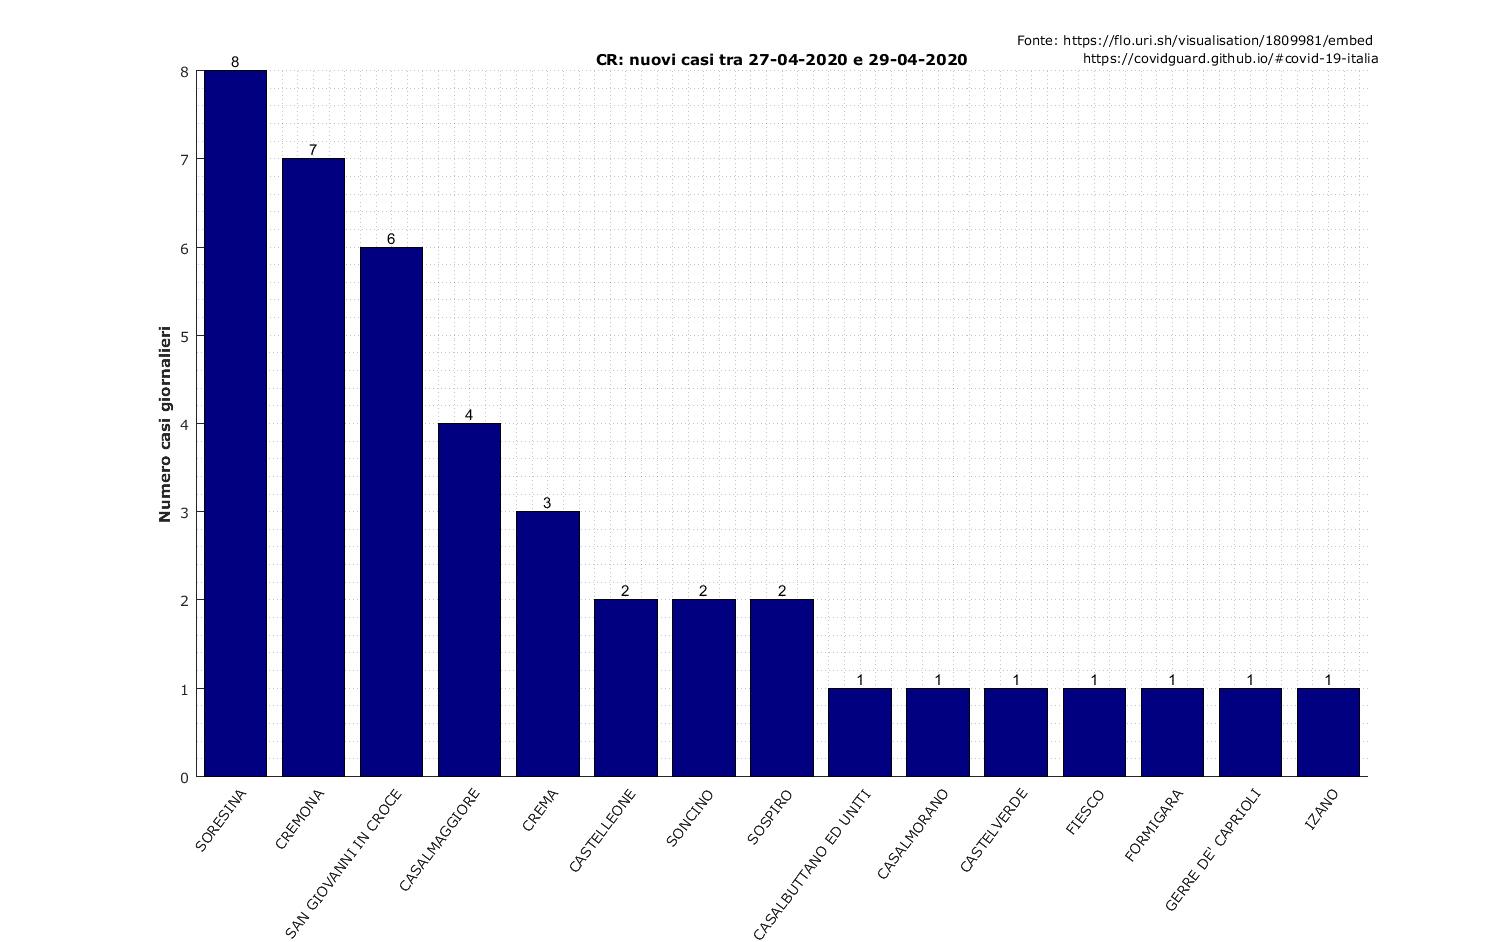 Fonte: https://flo.uri.sh/visualisation/1809981/embed
https://covidguard.github.io/#covid-19-italia
CR: nuovi casi tra 27-04-2020 e 29-04-2020
Numero casi giornalieri
8
7
6
5
4
3
2
1
0
8
7
6
4
3
2
2
2
1
1
1
1
1
1
1
SORESINA
CREMONA
SAN GIOVANNI IN CROCE
CASALMAGGIORE
CREMA
CASTELLEONE
SONCINO
SOSPIRO
CASALBUTTANO ED UNITI
CASALMORANO
CASTELVERDE
FIESCO
FORMIGARA
GERRE DE' CAPRIOLI
IZANO